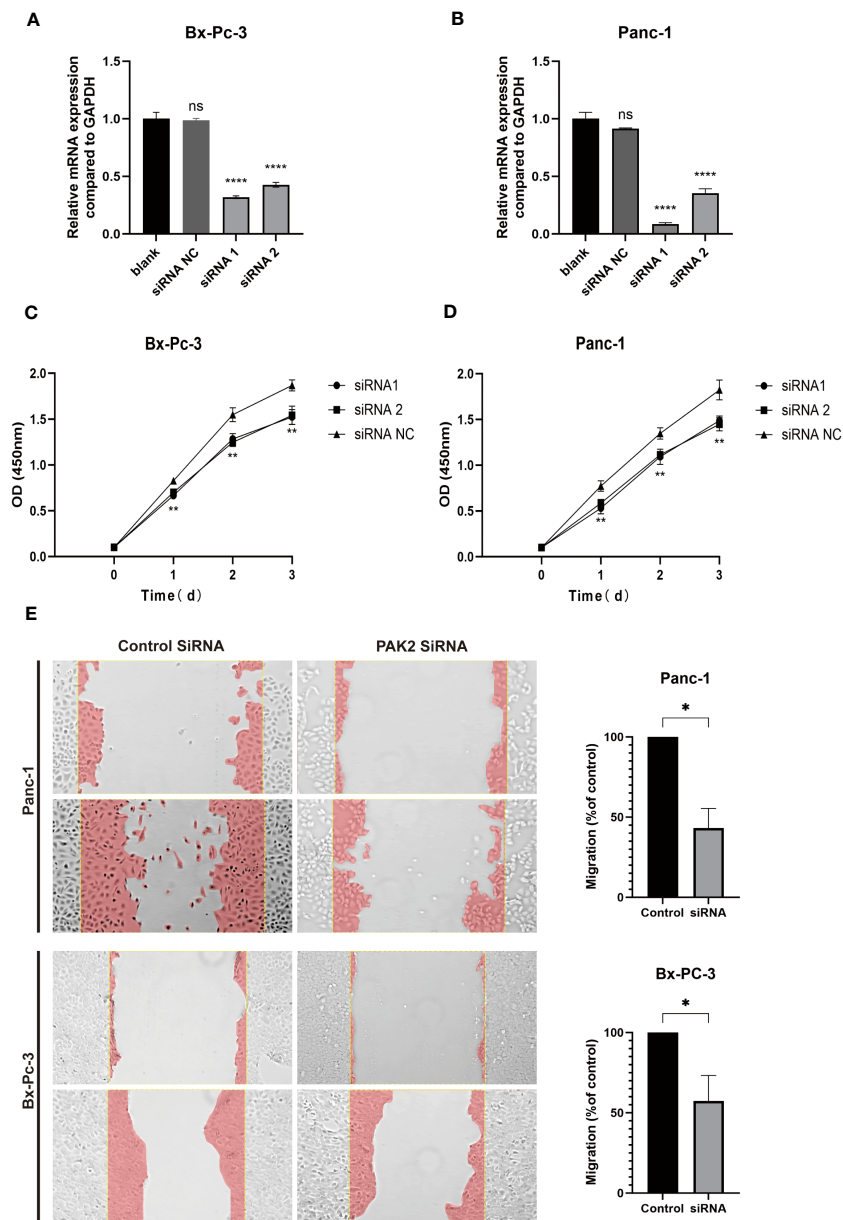 A
Bx-Pc-3
Relative mRNA expression
compared to GAPDH
1.5
1.0
0.5
0.0
ns
****
****
blank
siRNA NC
siRNA 1
siRNA 2
B
Panc-1
Relative mRNA expression
compared to GAPDH
1.5
1.0
0.5
0.0
ns
****
****
blank
siRNA NC
siRNA 1
siRNA 2
C
Bx-Pc-3
OD (450nm)
2.0
1.5
1.0
0.5
0.0
**
**
**
0 1 2 3
Time( d)
siRNA1
siRNA 2
siRNA NC
D
Panc-1
OD (450nm)
2.0
1.5
1.0
0.5
0.0
**
**
**
0 1 2 3
Time( d)
siRNA1
siRNA 2
siRNA NC
E
Control SiRNA PAK2 SiRNA
Panc-1
Bx-Pc-3
Panc-1
*
Migration (%of control)
100
50
0
Control siRNA
Bx-PC-3
*
Migration (%of control)
100
50
0
Control siRNA